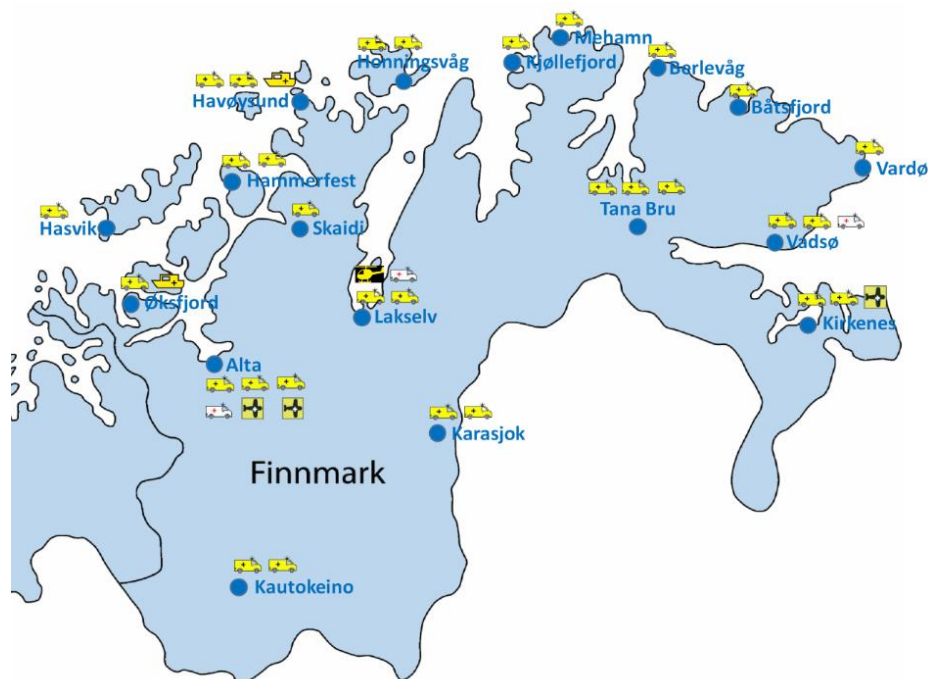 Mehamn
Honningsvåg
Kjøllefjord
Berlevåg
Havøysund
Båtsfjord
Vardø
Hammerfest
Tana Bru
Hasvik
Skaidi
Vadsø
Øksfjord
Lakselv
Kirkenes
Alta
Karasjok
Finnmark
Kautokeino